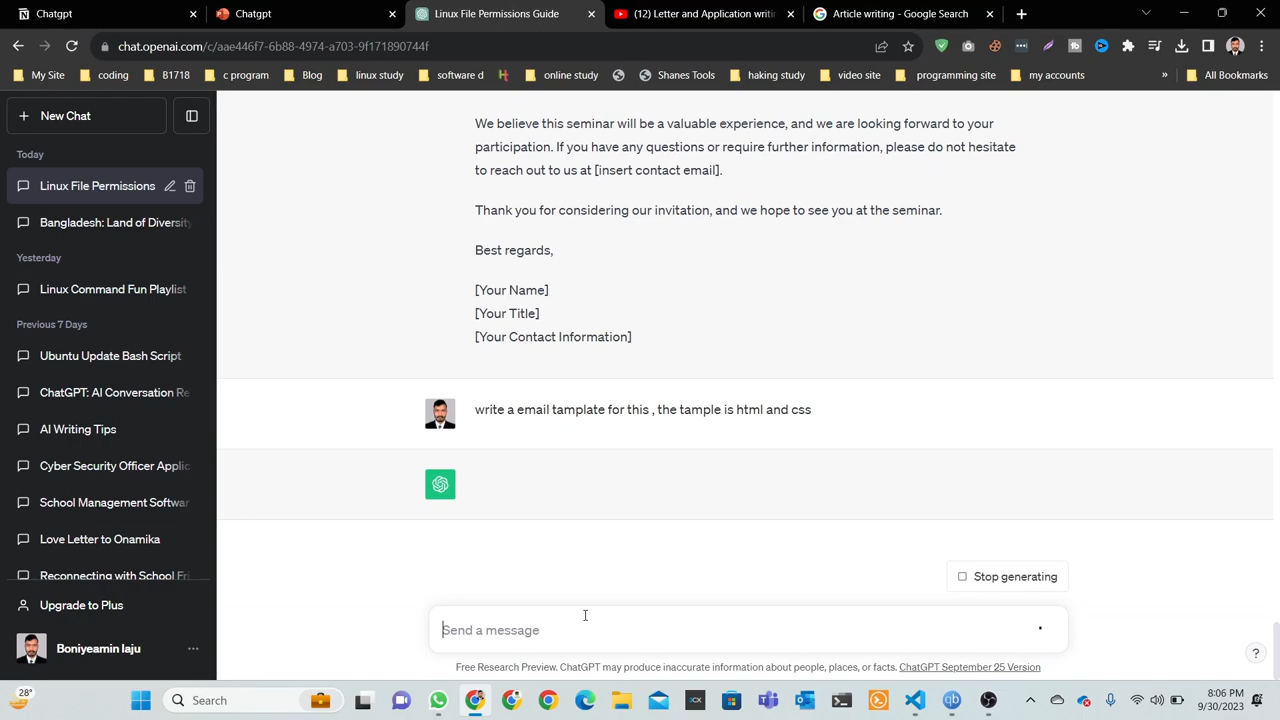 Chatgpt
Chatgpt
Linux File Permissions Guide
(12) Letter and Application writin
Article writing - Google Search
chat.openai.com/c/aae446f7-6b88-4974-a703-9f17189d744f
My Site
coding
81718
c program
Blog
linux study
software d
online study
Shanes Tools
haking study
video site
programming site
my accounts
»
All Bookmarks
New Chat
Today
Linux File Permissions
Bangladesh: Land of Diversity
Yesterday
Linux Command Fun Playlist
Previous 7 Days
Ubuntu Update Bash Script
ChatGPT: AI Conversation Re
AI Writing Tips
Cyber Security Officer Applic
School Management Softwar
Love Letter to Onamika
Reconnecting with School Fri
Upgrade to Plus
Boniyeamin laju
We believe this seminar will be a valuable experience, and we are looking forward to your
participation. If you have any questions or require further information, please do not hesitate
to reach out to us at [insert contact email].
Thank you for considering our invitation, and we hope to see you at the seminar.
Best regards,
[Your Name]
[Your Title]
[Your Contact Information]
write a email tamplate for this , the tample is html and css
Stop generating
Send a message
Free Research Preview. ChatGPT may produce inaccurate information about people, places, or facts. ChatGPT September 25 Version
?
28°
Search
8:06 PM
9/30/2023